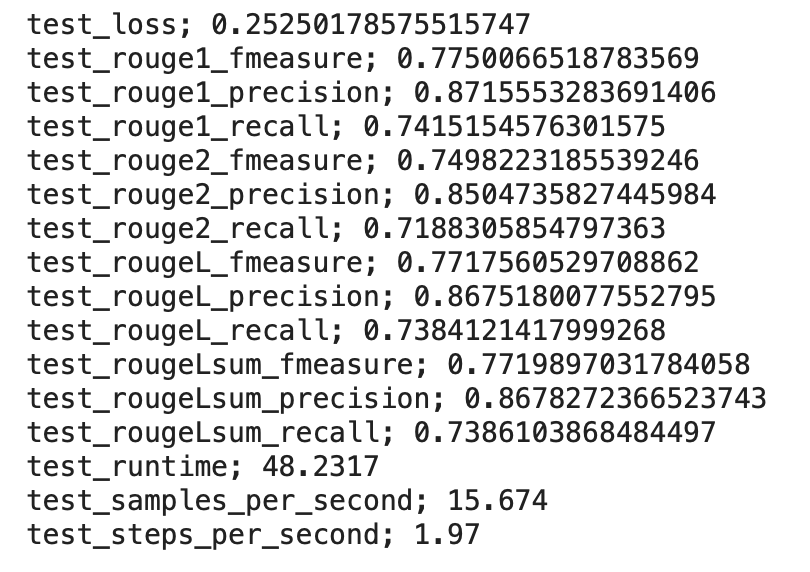 test_loss; 0.25250178575515747
test_rouge1_fmeasure; 0.7750066518783569
test_rouge1_precision; 0.8715553283691406
test_rouge1_recall; 0.7415154576301575
test_rouge2_fmeasure; 0.7498223185539246
test_rouge2_precision; 0.8504735827445984
test_rouge2_recall; 0.7188305854797363
test_rougeL_fmeasure; 0.7717560529708862
test_rougeL_precision; 0.8675180077552795
test_rougeL_recall; 0.7384121417999268
test_rougeLsum_fmeasure; 0.7719897031784058
test_rougeLsum_precision; 0.8678272366523743
test_rougeLsum_recall; 0.7386103868484497
test_runtime; 48.2317
test_samples_per_second; 15.674
test_steps_per_second; 1.97